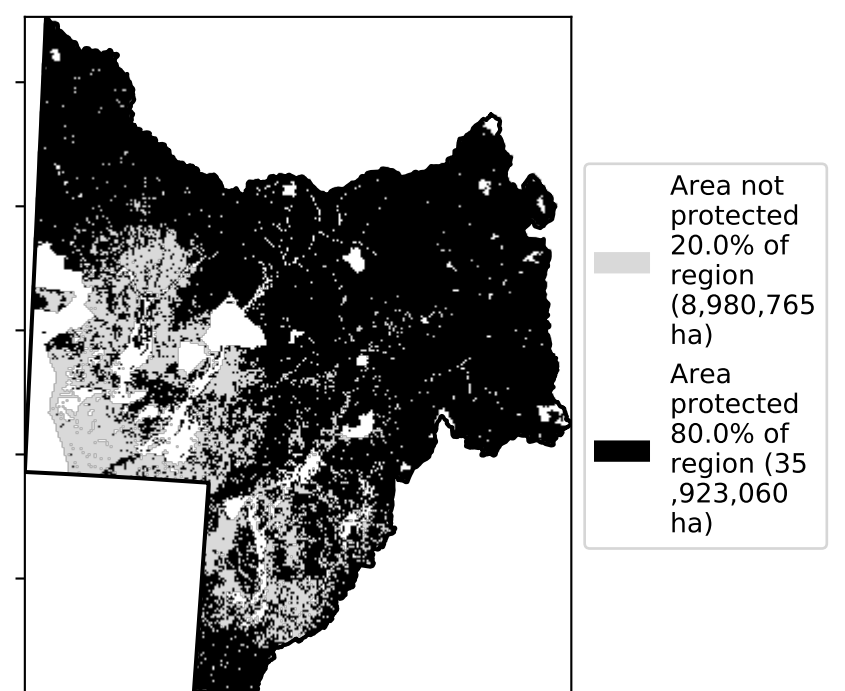 Area not
protected
20.0% of
region
(8,980,765
ha)
Area
protected
80.0% of
region (35
,923,060
ha)